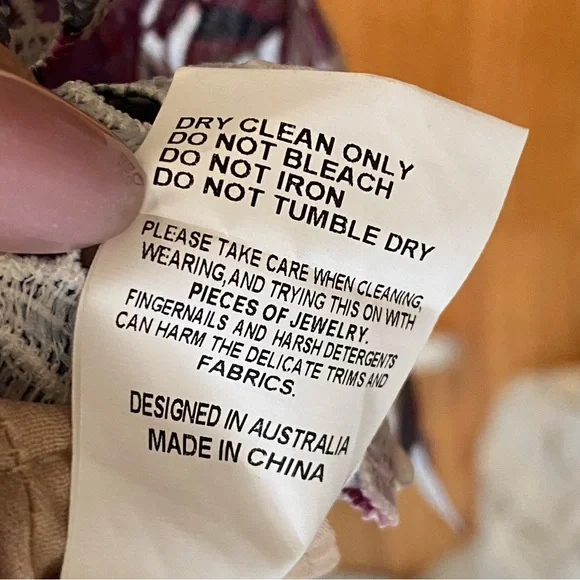 DRY CLEAN ONLY
DO NOT BLEACH
DO NOT IRON
DO NOT TUMBLE DRY
PLEASE TAKE CARE WHEN CLEANING,
WEARING,AND TRYING THIS ON WITH
PIECES OF JEWELRY.
FINGERNAILS AND HARSH DETERGENTS
CAN HARM THE DELICATE TRIMS AND
FABRICS.
DESIGNED IN AUSTRALIA
MADE IN CHINA